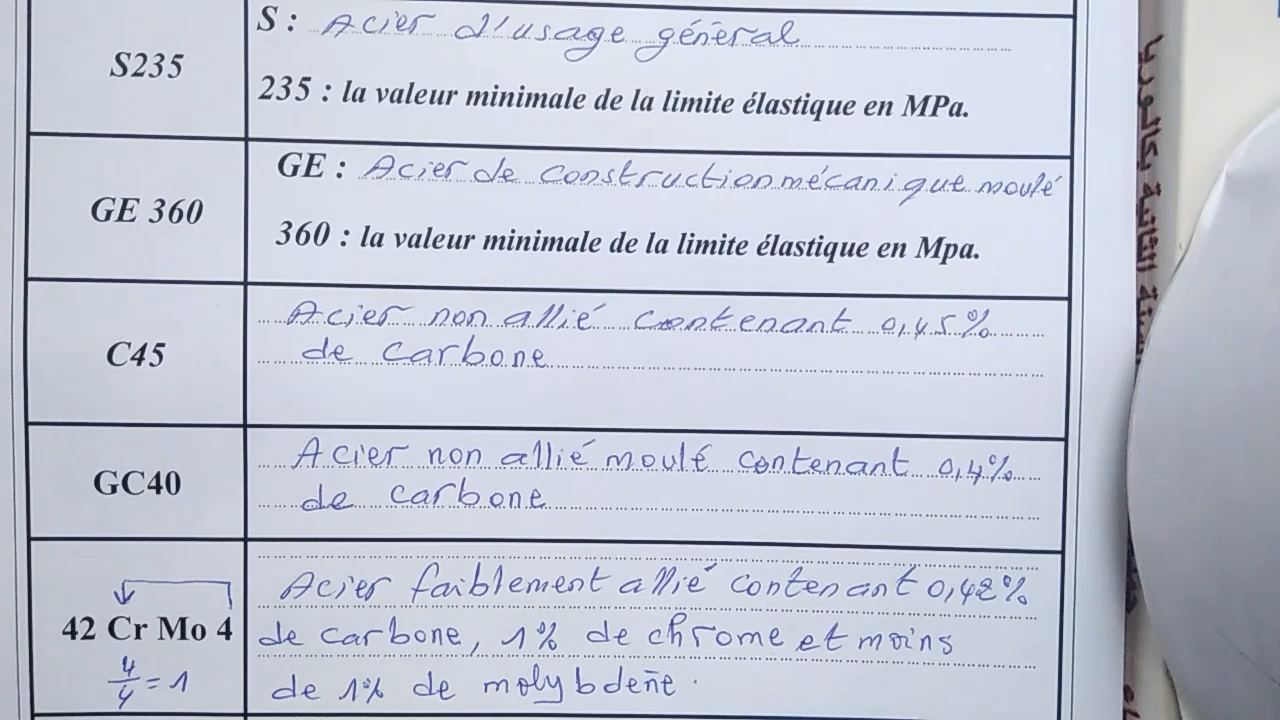 S235
S : Acier d'usage général
235 : la valeur minimale de la limite élastique en MPa.
GE 360
GE : Acier de construction mécanique moulé
360 : la valeur minimale de la limite élastique en Mpa.
C45
Acier non allié contenant 0,45%
de carbone
GC40
Acier non allié moulé contenant 0,4%
de carbone
42 Cr Mo 4
4/4 = 1
Acier faiblement allié contenant 0,42%
de carbone, 1% de chrome et moins
de 1% de molybdène.